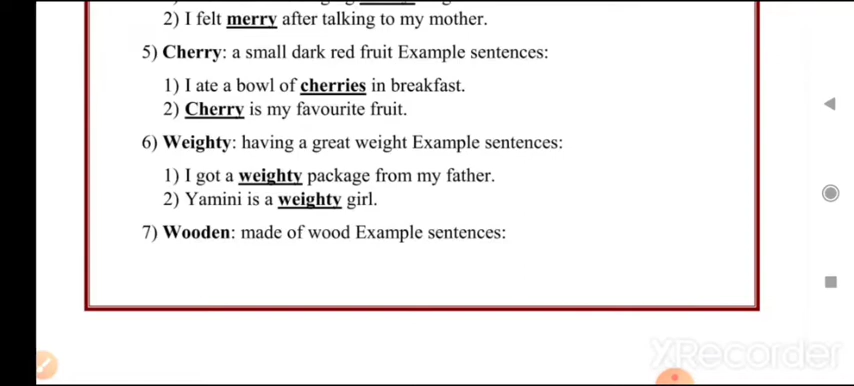 2) I felt merry after talking to my mother.
5) Cherry: a small dark red fruit Example sentences:
1) I ate a bowl of cherries in breakfast.
2) Cherry is my favourite fruit.
6) Weighty: having a great weight Example sentences:
1) I got a weighty package from my father.
2) Yamini is a weighty girl.
7) Wooden: made of wood Example sentences:
XRecorder